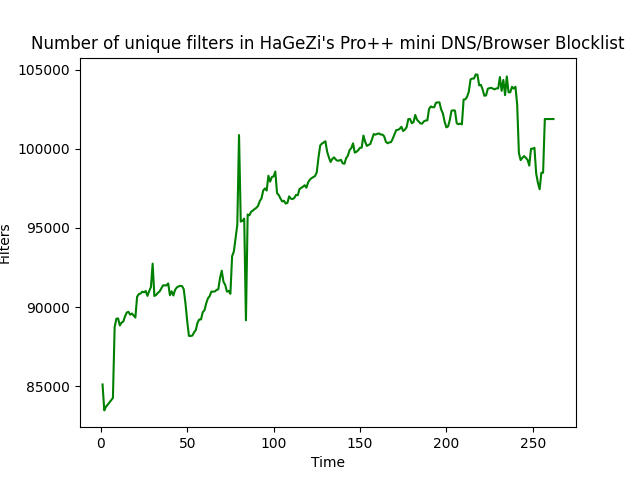 Number of unique filters in HaGeZi's Pro++ mini DNS/Browser Blocklist
105000
100000
95000
90000
85000
Filters
0 50 100 150 200 250
Time